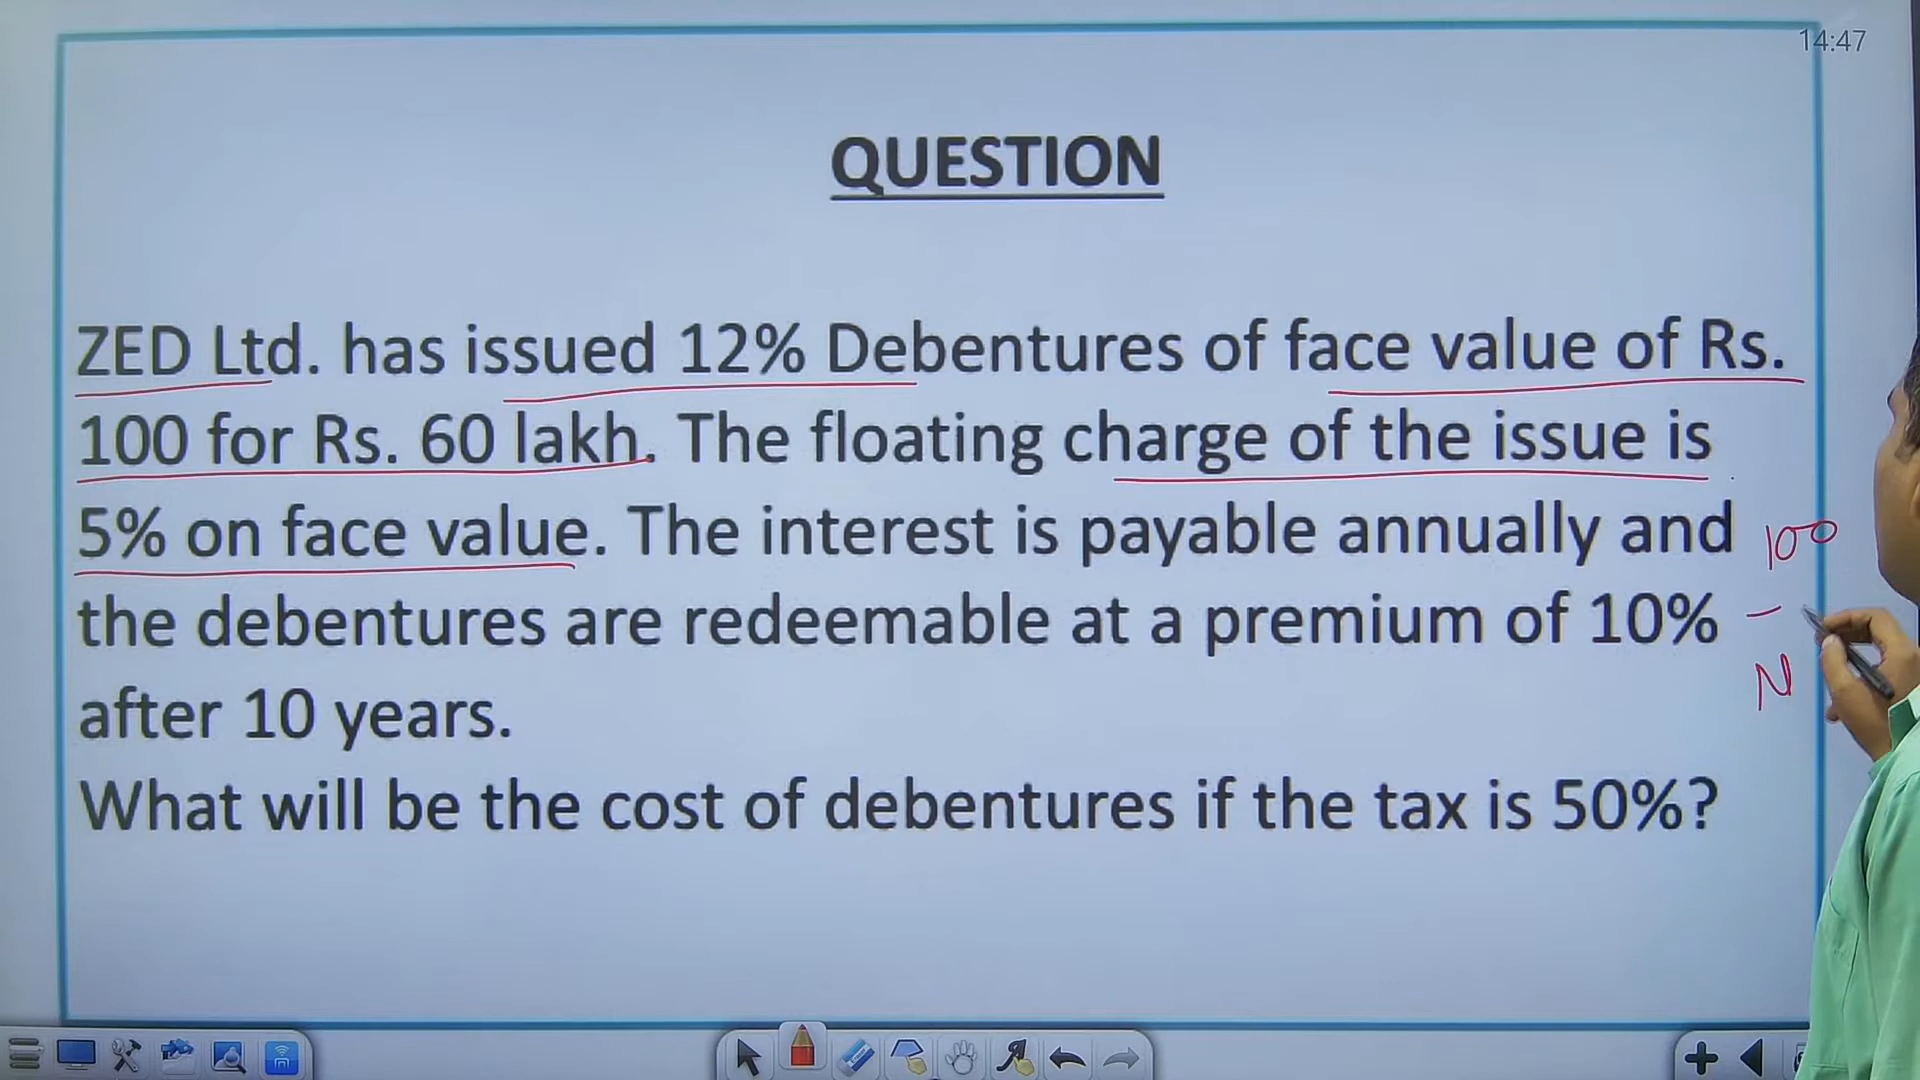 14:47
QUESTION
ZED Ltd. has issued 12% Debentures of face value of Rs.
100 for Rs. 60 lakh. The floating charge of the issue is
5% on face value. The interest is payable annually and
100
the debentures are redeemable at a premium of 10%
–
N
after 10 years.
What will be the cost of debentures if the tax is 50%?